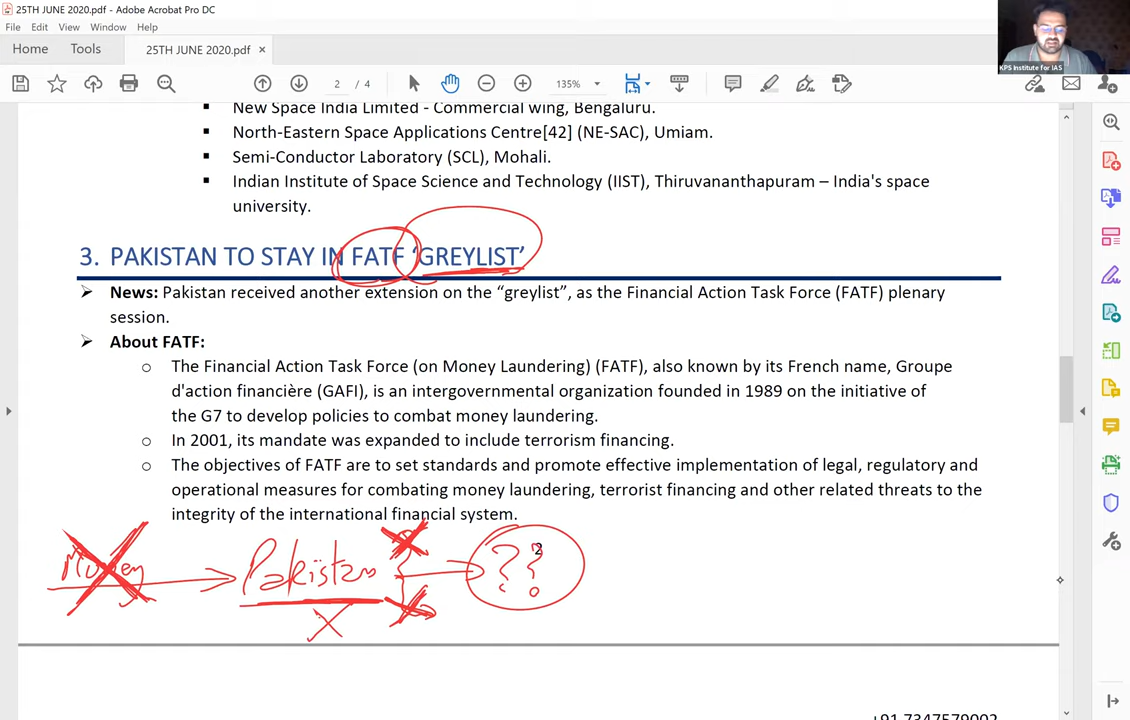 25TH JUNE 2020.pdf - Adobe Acrobat Pro DC
File Edit View Window Help
Home Tools 25TH JUNE 2020.pdf ×
2 / 4 135%
KPS Institute for IAS
▪ New Space India Limited - Commercial wing, Bengaluru.
▪ North-Eastern Space Applications Centre[42] (NE-SAC), Umiam.
▪ Semi-Conductor Laboratory (SCL), Mohali.
▪ Indian Institute of Space Science and Technology (IIST), Thiruvananthapuram – India's space
university.
3. PAKISTAN TO STAY IN FATF ‘GREYLIST’
➢ News: Pakistan received another extension on the “greylist”, as the Financial Action Task Force (FATF) plenary
session.
➢ About FATF:
o The Financial Action Task Force (on Money Laundering) (FATF), also known by its French name, Groupe
d'action financière (GAFI), is an intergovernmental organization founded in 1989 on the initiative of
the G7 to develop policies to combat money laundering.
o In 2001, its mandate was expanded to include terrorism financing.
o The objectives of FATF are to set standards and promote effective implementation of legal, regulatory and
operational measures for combating money laundering, terrorist financing and other related threats to the
integrity of the international financial system.
Money Pakistan ??
2